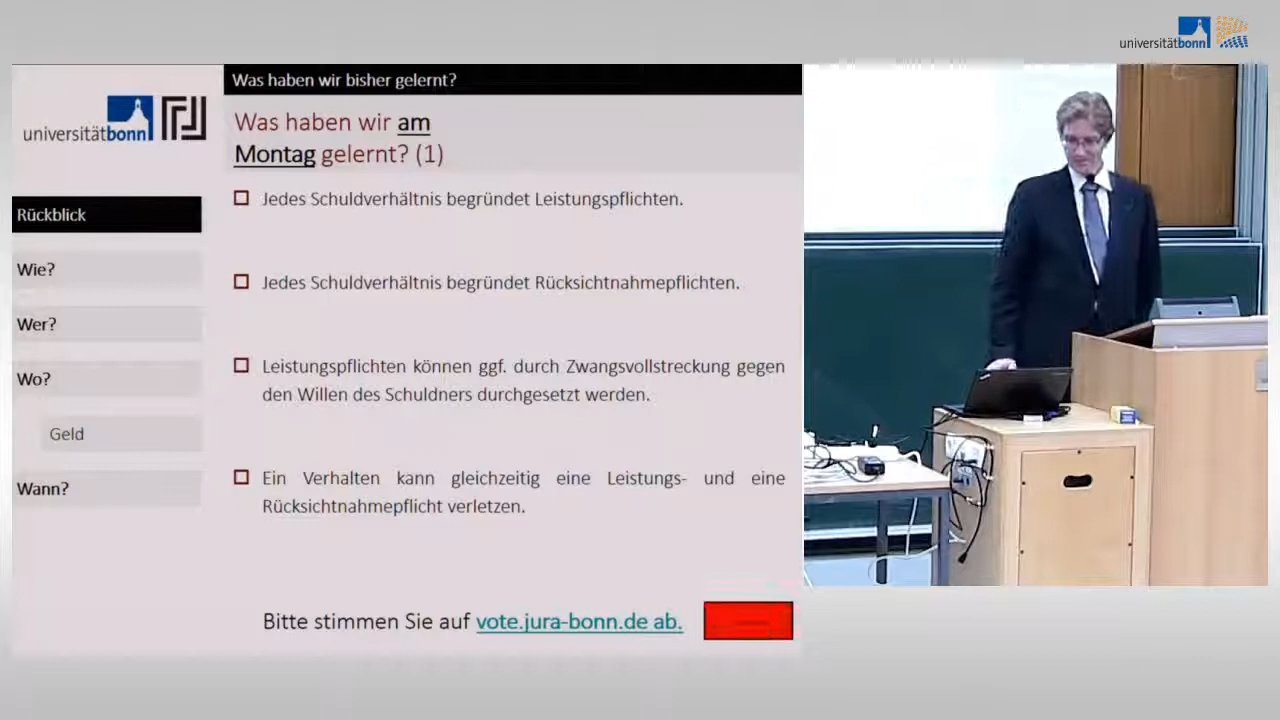 universitätbonn
Was haben wir bisher gelernt?
universitätbonn
Was haben wir am
Montag gelernt? (1)
Rückblick
Wie?
Wer?
Wo?
Geld
Wann?
Jedes Schuldverhältnis begründet Leistungspflichten.
Jedes Schuldverhältnis begründet Rücksichtnahmepflichten.
Leistungspflichten können ggf. durch Zwangsvollstreckung gegen
den Willen des Schuldners durchgesetzt werden.
Ein Verhalten kann gleichzeitig eine Leistungs- und eine
Rücksichtnahmepflicht verletzen.
Bitte stimmen Sie auf vote.jura-bonn.de ab.